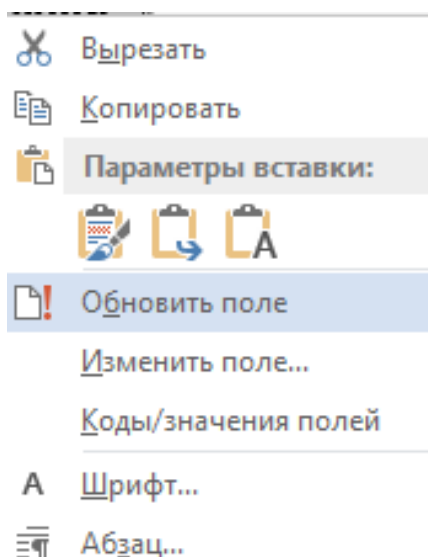 Вырезать
Копировать
Параметры вставки:
Обновить поле
Изменить поле...
Коды/значения полей
Шрифт...
Абзац...